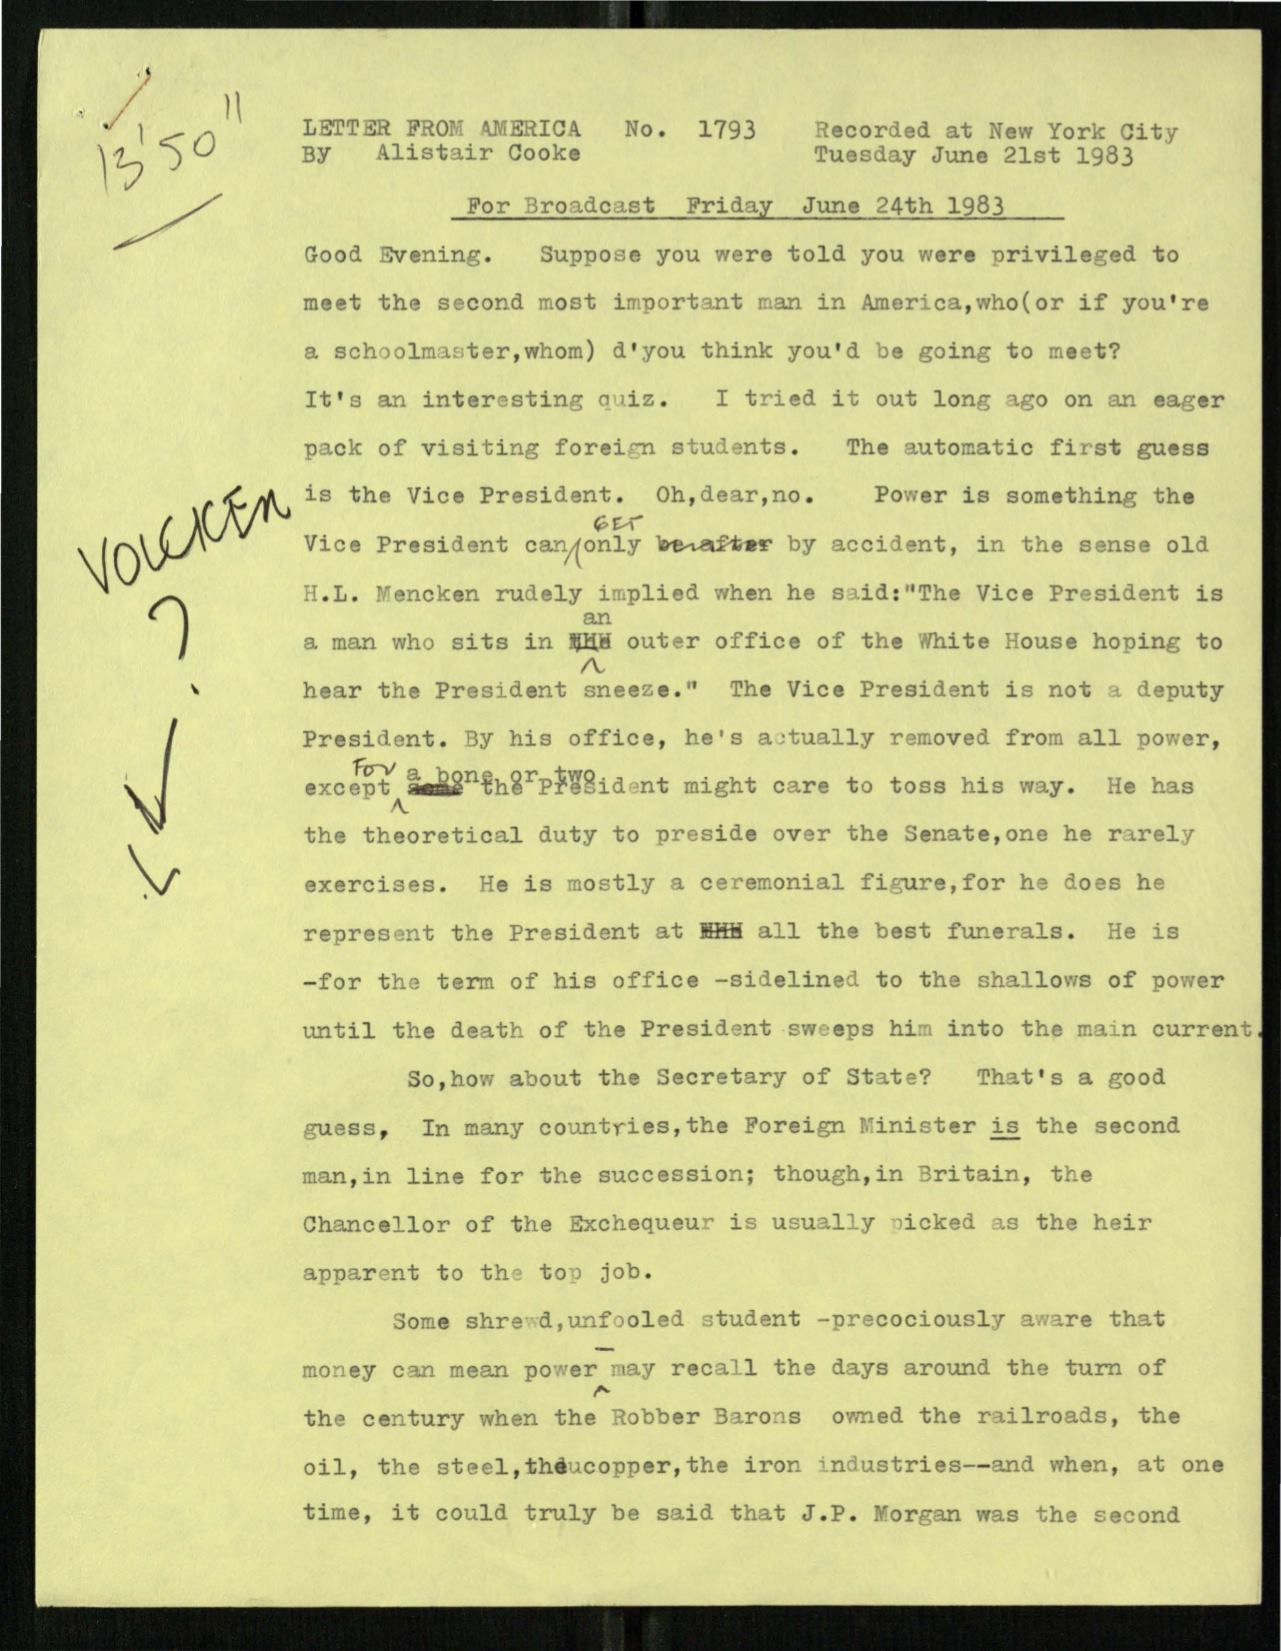 13'50"
LETTER FROM AMERICA No. 1793 Recorded at New York City
By Alistair Cooke Tuesday June 21st 1983
For Broadcast Friday June 24th 1983
Good Evening. Suppose you were told you were privileged to
meet the second most important man in America,who(or if you're
a schoolmaster,whom) d'you think you'd be going to meet?
It's an interesting quiz. I tried it out long ago on an eager
pack of visiting foreign students. The automatic first guess
is the Vice President. Oh,dear,no. Power is something the
VOLCKER
?
GET
Vice President can only be after by accident, in the sense old
H.L. Mencken rudely implied when he said:"The Vice President is
an
a man who sits in outer office of the White House hoping to
hear the President sneeze." The Vice President is not a deputy
President. By his office, he's actually removed from all power,
For a bone or two
except some the President might care to toss his way. He has
the theoretical duty to preside over the Senate,one he rarely
exercises. He is mostly a ceremonial figure,for he does he
represent the President at all the best funerals. He is
-for the term of his office -sidelined to the shallows of power
until the death of the President sweeps him into the main current.
So,how about the Secretary of State? That's a good
guess, In many countries,the Foreign Minister is the second
man,in line for the succession; though,in Britain, the
Chancellor of the Exchequeur is usually picked as the heir
apparent to the top job.
Some shrewd,unfooled student -precociously aware that
money can mean power- may recall the days around the turn of
the century when the Robber Barons owned the railroads, the
oil, the steel,theucopper,the iron industries--and when, at one
time, it could truly be said that J.P. Morgan was the second